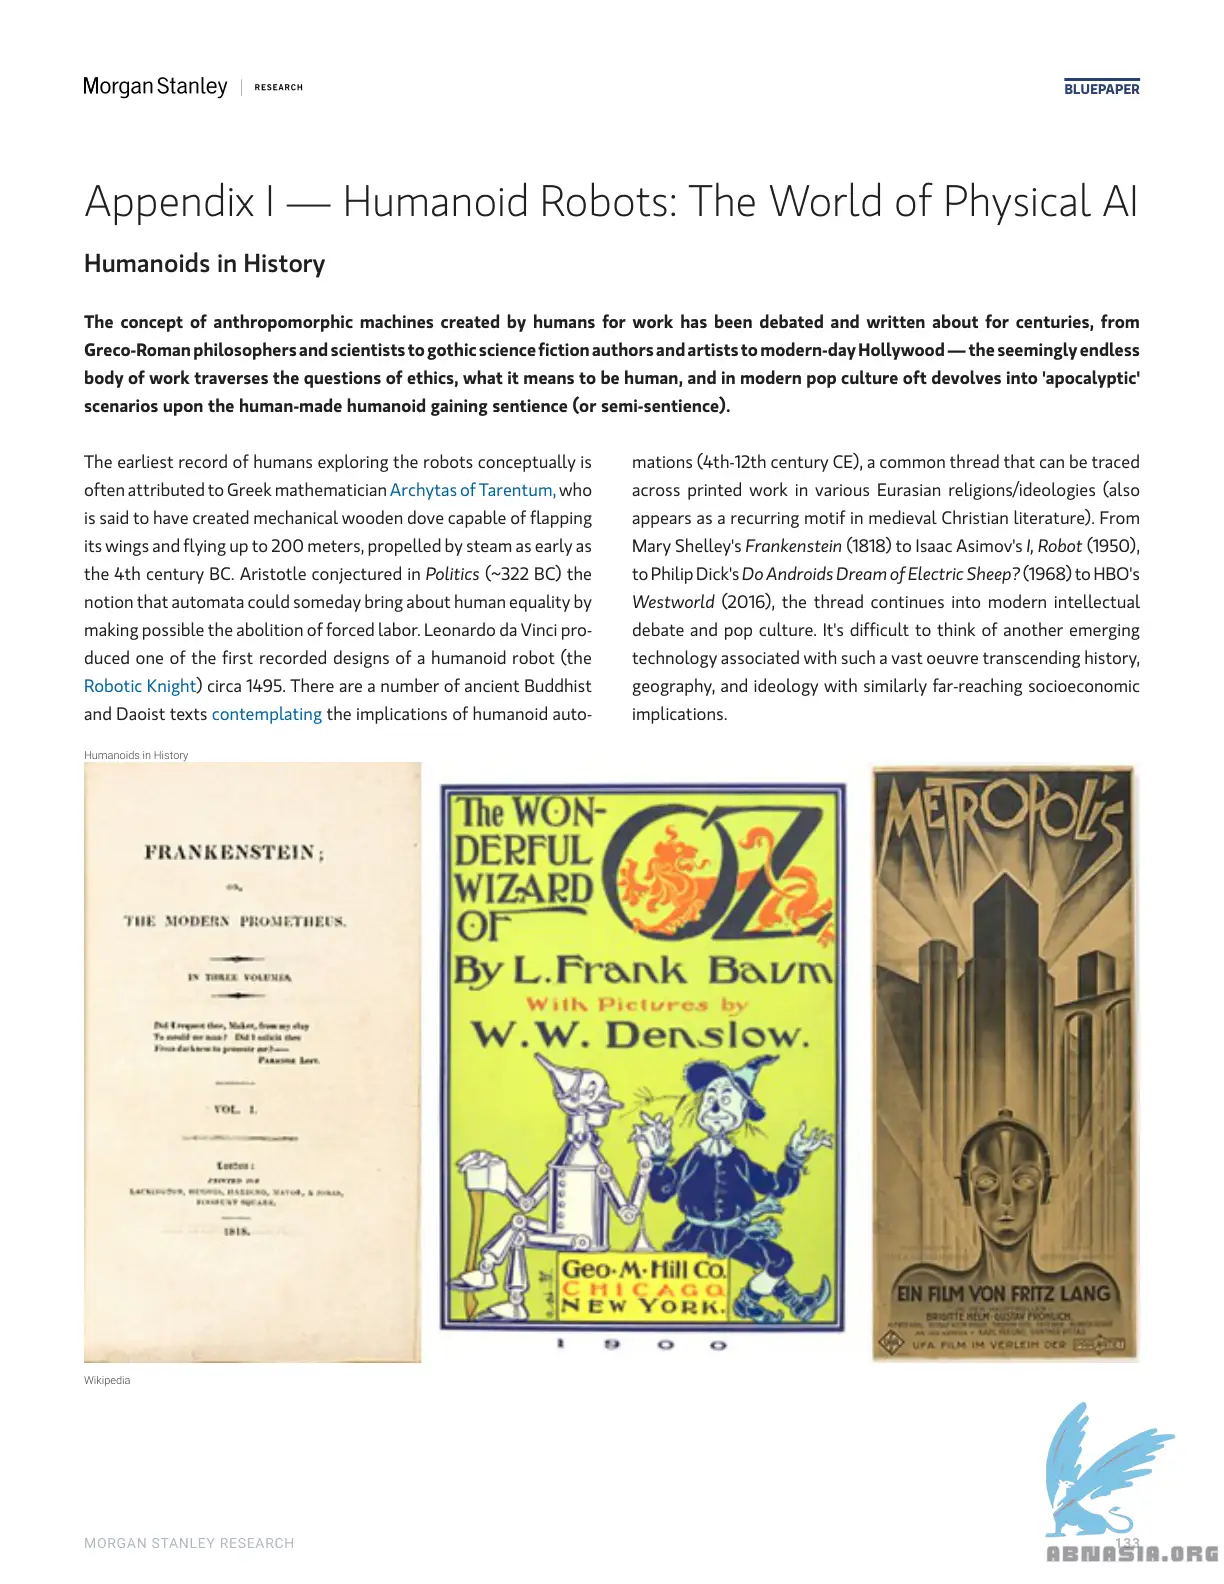 Morgan Stanley | RESEARCH
BLUEPAPER
Appendix I — Humanoid Robots: The World of Physical AI
Humanoids in History
The concept of anthropomorphic machines created by humans for work has been debated and written about for centuries, from
Greco-Roman philosophers and scientists to gothic science fiction authors and artists to modern-day Hollywood — the seemingly endless
body of work traverses the questions of ethics, what it means to be human, and in modern pop culture oft devolves into 'apocalyptic'
scenarios upon the human-made humanoid gaining sentience (or semi-sentience).
The earliest record of humans exploring the robots conceptually is
often attributed to Greek mathematician Archytas of Tarentum, who
is said to have created mechanical wooden dove capable of flapping
its wings and flying up to 200 meters, propelled by steam as early as
the 4th century BC. Aristotle conjectured in Politics (~322 BC) the
notion that automata could someday bring about human equality by
making possible the abolition of forced labor. Leonardo da Vinci pro-
duced one of the first recorded designs of a humanoid robot (the
Robotic Knight) circa 1495. There are a number of ancient Buddhist
and Daoist texts contemplating the implications of humanoid auto-
mations (4th-12th century CE), a common thread that can be traced
across printed work in various Eurasian religions/ideologies (also
appears as a recurring motif in medieval Christian literature). From
Mary Shelley's Frankenstein (1818) to Isaac Asimov's I, Robot (1950),
to Philip Dick's Do Androids Dream of Electric Sheep? (1968) to HBO's
Westworld (2016), the thread continues into modern intellectual
debate and pop culture. It's difficult to think of another emerging
technology associated with such a vast oeuvre transcending history,
geography, and ideology with similarly far-reaching socioeconomic
implications.
Humanoids in History
FRANKENSTEIN;
OR,
THE MODERN PROMETHEUS.
IN THREE VOLUMES.
Did I request thee, Maker, from my clay
To mould me man? Did I solicit thee
From darkness to promote me?—
PARADISE LOST.
VOL. I.
London:
PRINTED FOR
LACKINGTON, HUGHES, HARDING, MAVOR, & JONES,
FINSBURY SQUARE.
1818.
The WON-
DERFUL
WIZARD
OF
OZ
By L. Frank Baum
With Pictures by
W. W. Denslow.
Geo. M. Hill Co.
CHICAGO
NEW YORK.
1900
METROPOLIS
EIN FILM VON FRITZ LANG
BRIGITTE HELM · GUSTAV FRÖHLICH
UFA FILM IM VERLEIH DER
Wikipedia
MORGAN STANLEY RESEARCH
133
ABNASIA.ORG